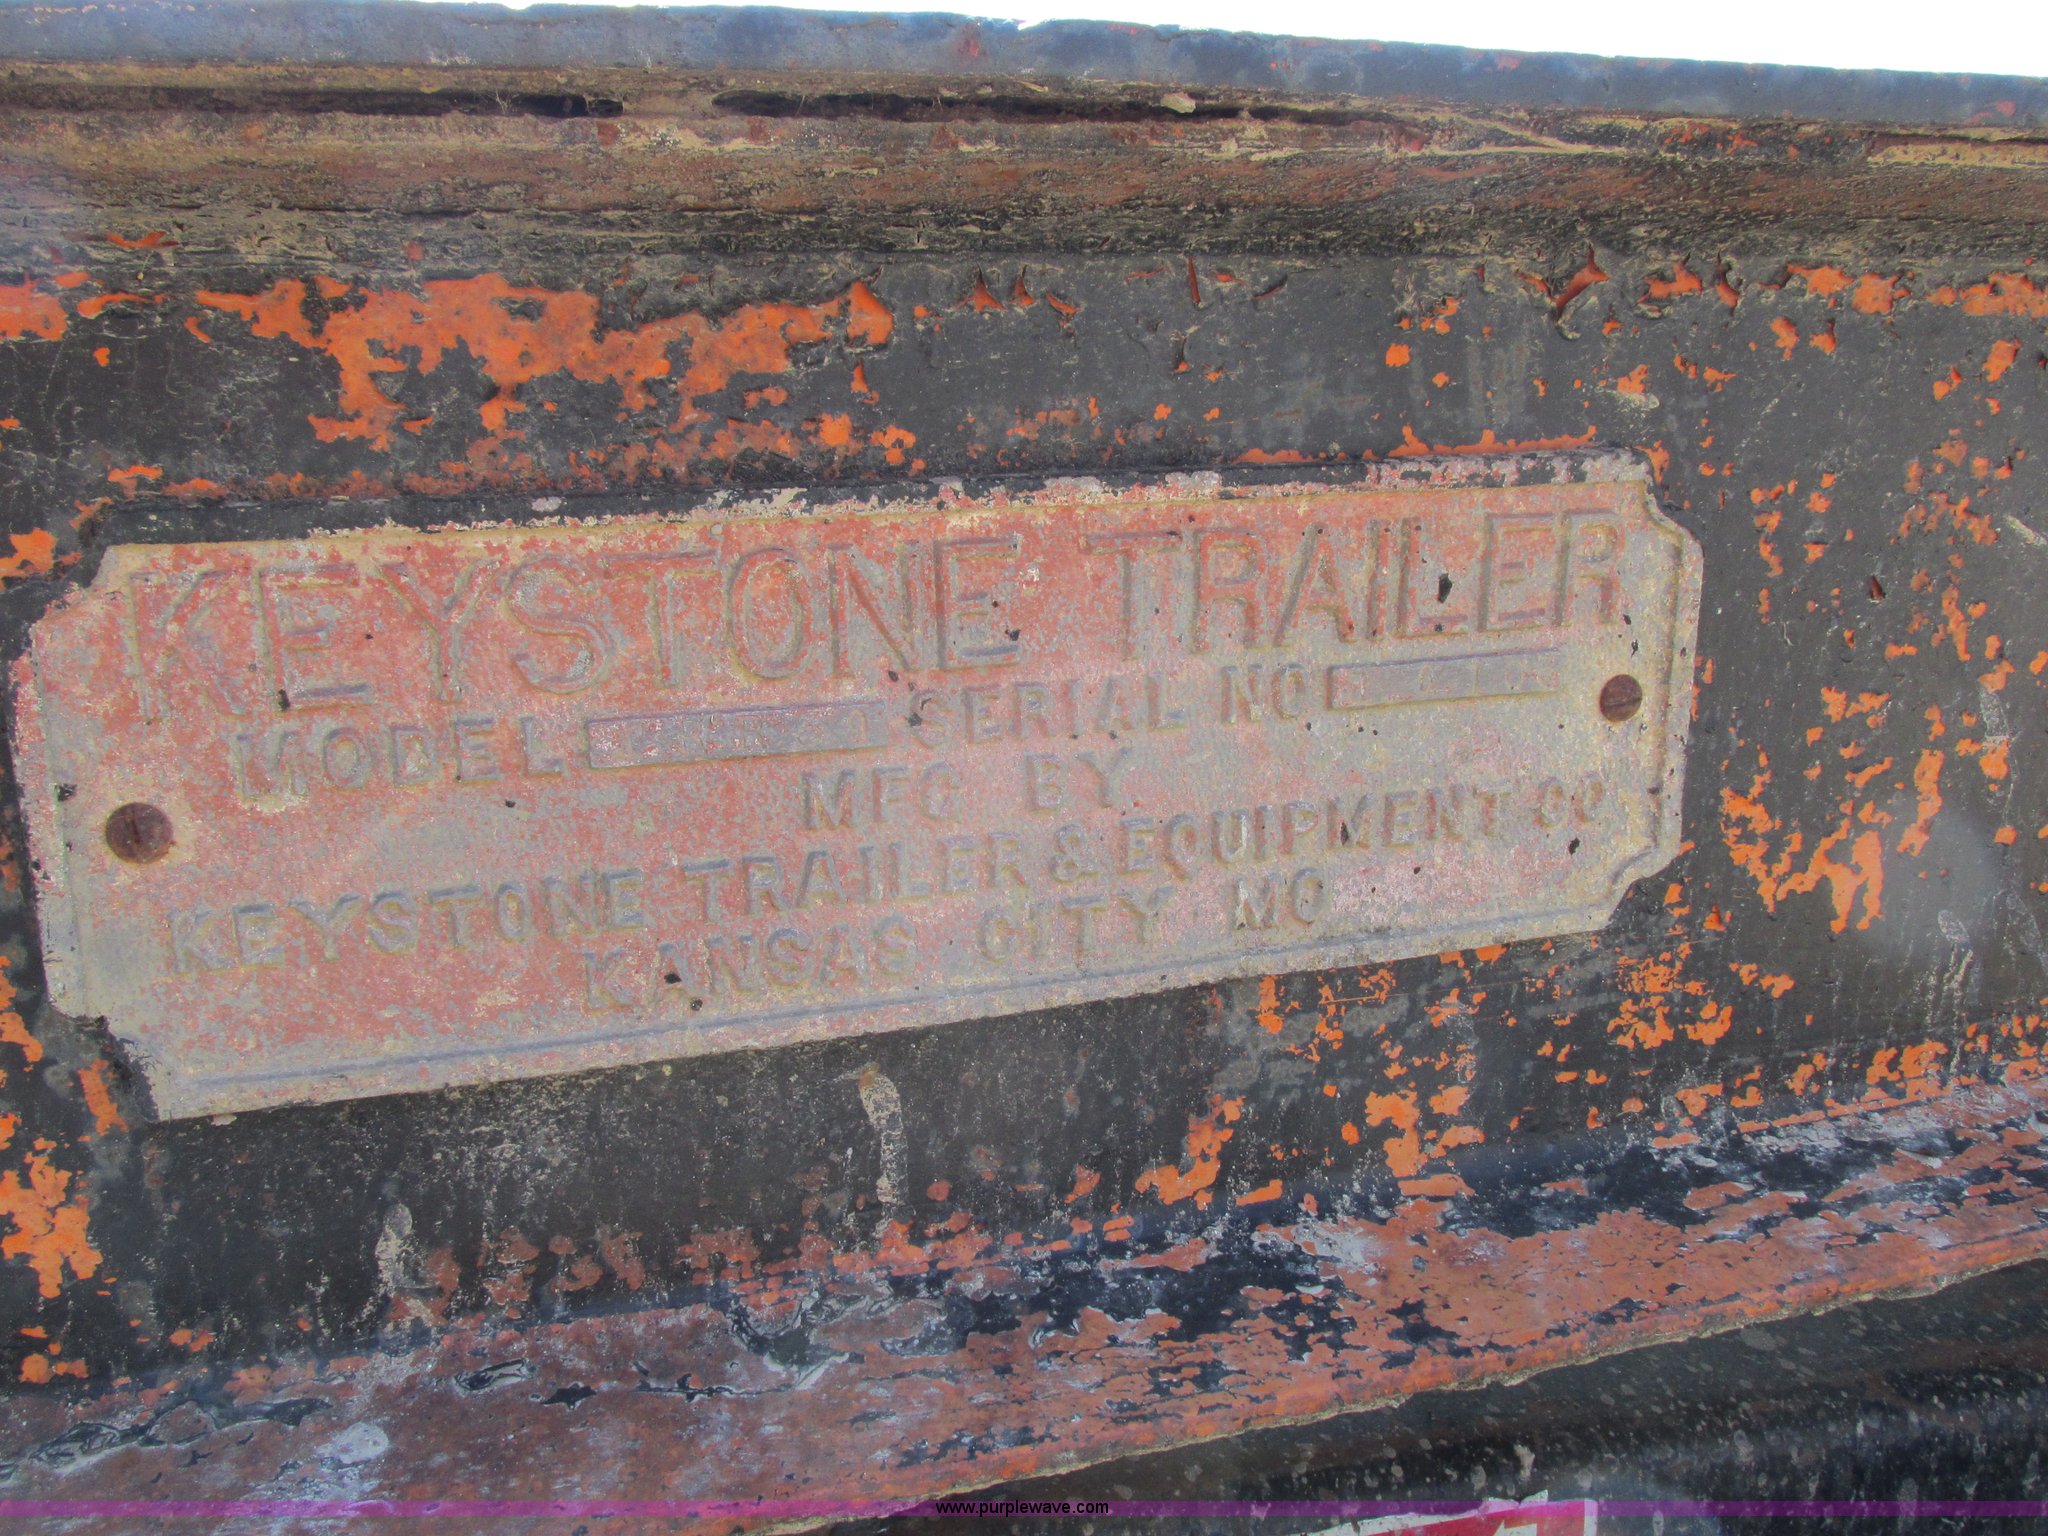 KEYSTONE TRAILER
MODEL SERIAL NO
MFG BY
KEYSTONE TRAILER & EQUIPMENT CO
KANSAS CITY MO
www.purplewave.com